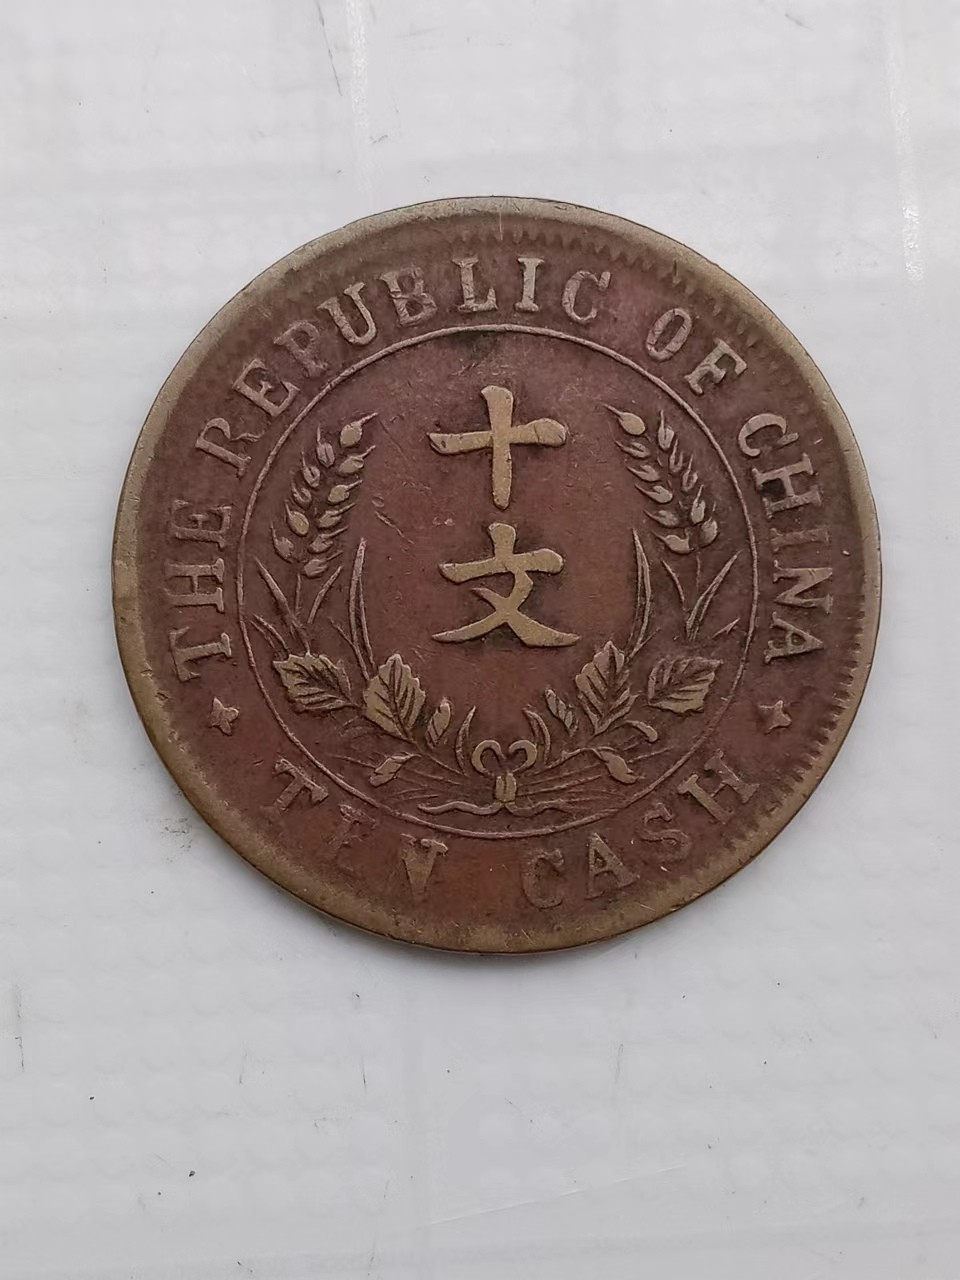 THE REPUBLIC OF CHINA
十
文
TEN CASH